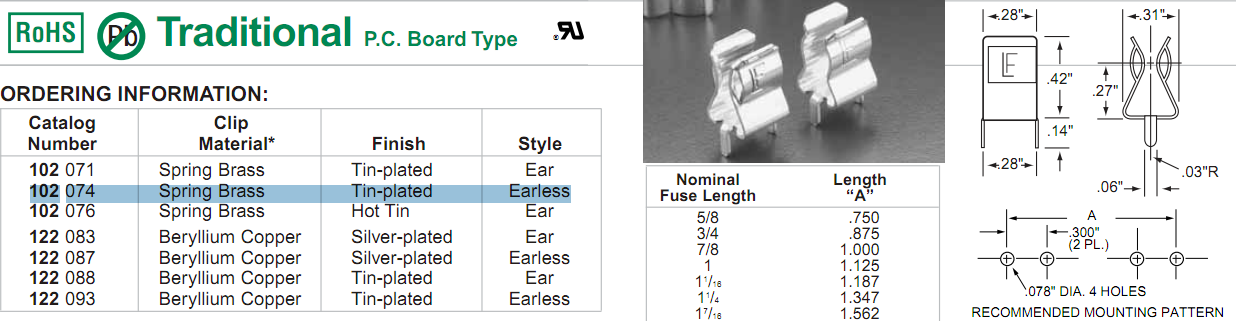 RoHS Pb Traditional P.C. Board Type
ORDERING INFORMATION:
Catalog Number Clip Material* Finish Style
102 071 Spring Brass Tin-plated Ear
102 074 Spring Brass Tin-plated Earless
102 076 Spring Brass Hot Tin Ear
122 083 Beryllium Copper Silver-plated Ear
122 087 Beryllium Copper Silver-plated Earless
122 088 Beryllium Copper Tin-plated Ear
122 093 Beryllium Copper Tin-plated Earless
Nominal Fuse Length Length “A”
5/8 .750
3/4 .875
7/8 1.000
1 1.125
1 1/16 1.187
1 1/4 1.347
1 7/16 1.562
.28"
.31"
LF
.42"
.27"
.14"
.28"
.03"R
.06"
A
.300"
(2 PL.)
.078" DIA. 4 HOLES
RECOMMENDED MOUNTING PATTERN